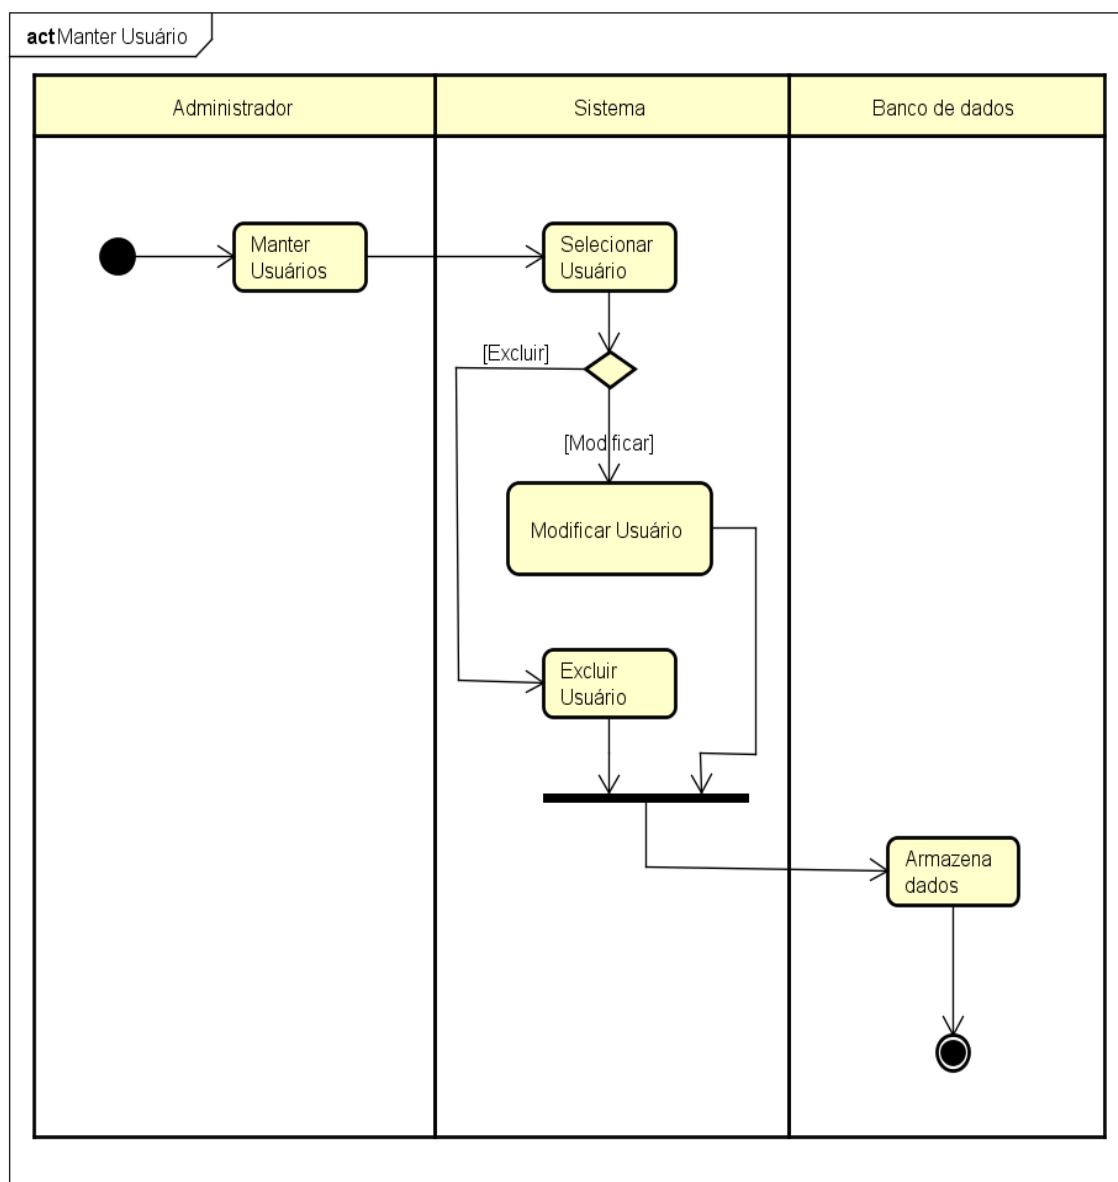 act Manter Usuário
Administrador
Sistema
Banco de dados
Manter
Usuários
Selecionar
Usuário
[Excluir]
[Modificar]
Modificar Usuário
Excluir
Usuário
Armazena
dados